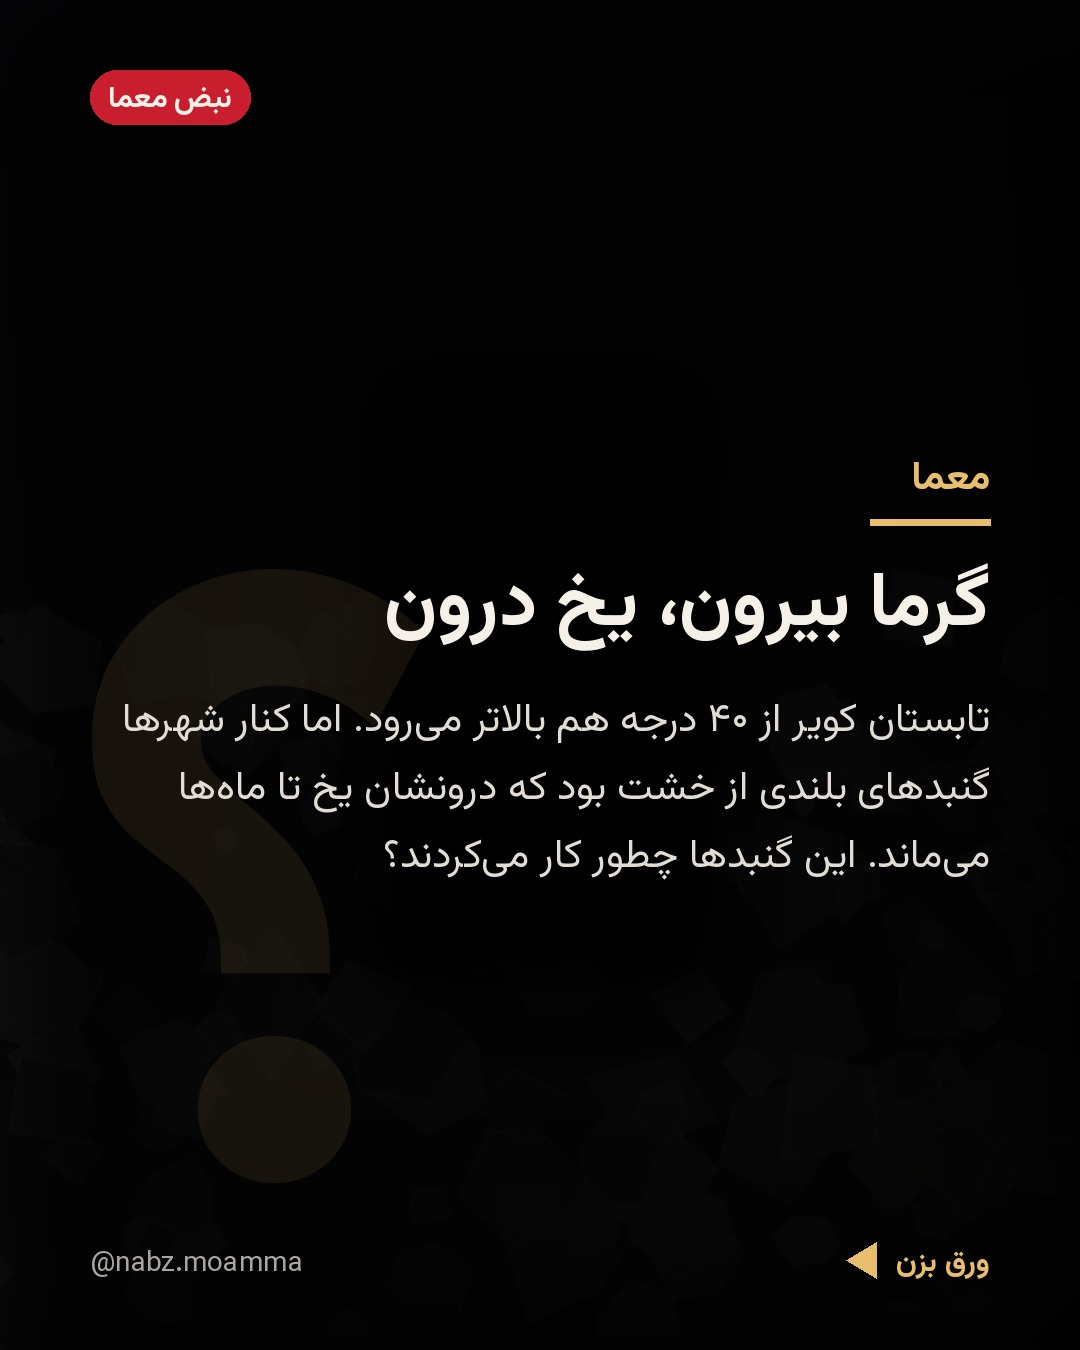 نبض معما
معما
گرما بیرون، یخ درون
تابستان کویر از ۴۰ درجه هم بالاتر می‌رود. اما کنار شهرها
گنبدهای بلندی از خشت بود که درونشان یخ تا ماه‌ها
می‌ماند. این گنبدها چطور کار می‌کردند؟
ورق بزن
@nabz.moamma